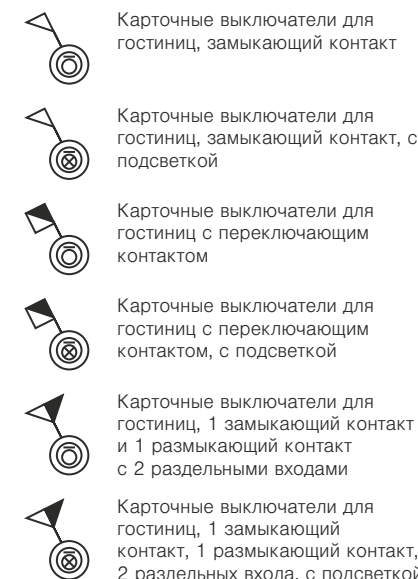 Карточные выключатели для
гостиниц, замыкающий контакт
Карточные выключатели для
гостиниц, замыкающий контакт, с
подсветкой
Карточные выключатели для
гостиниц с переключающим
контактом
Карточные выключатели для
гостиниц с переключающим
контактом, с подсветкой
Карточные выключатели для
гостиниц, 1 замыкающий контакт
и 1 размыкающий контакт
с 2 раздельными входами
Карточные выключатели для
гостиниц, 1 замыкающий
контакт, 1 размыкающий контакт,
2 раздельных входа, с подсветкой